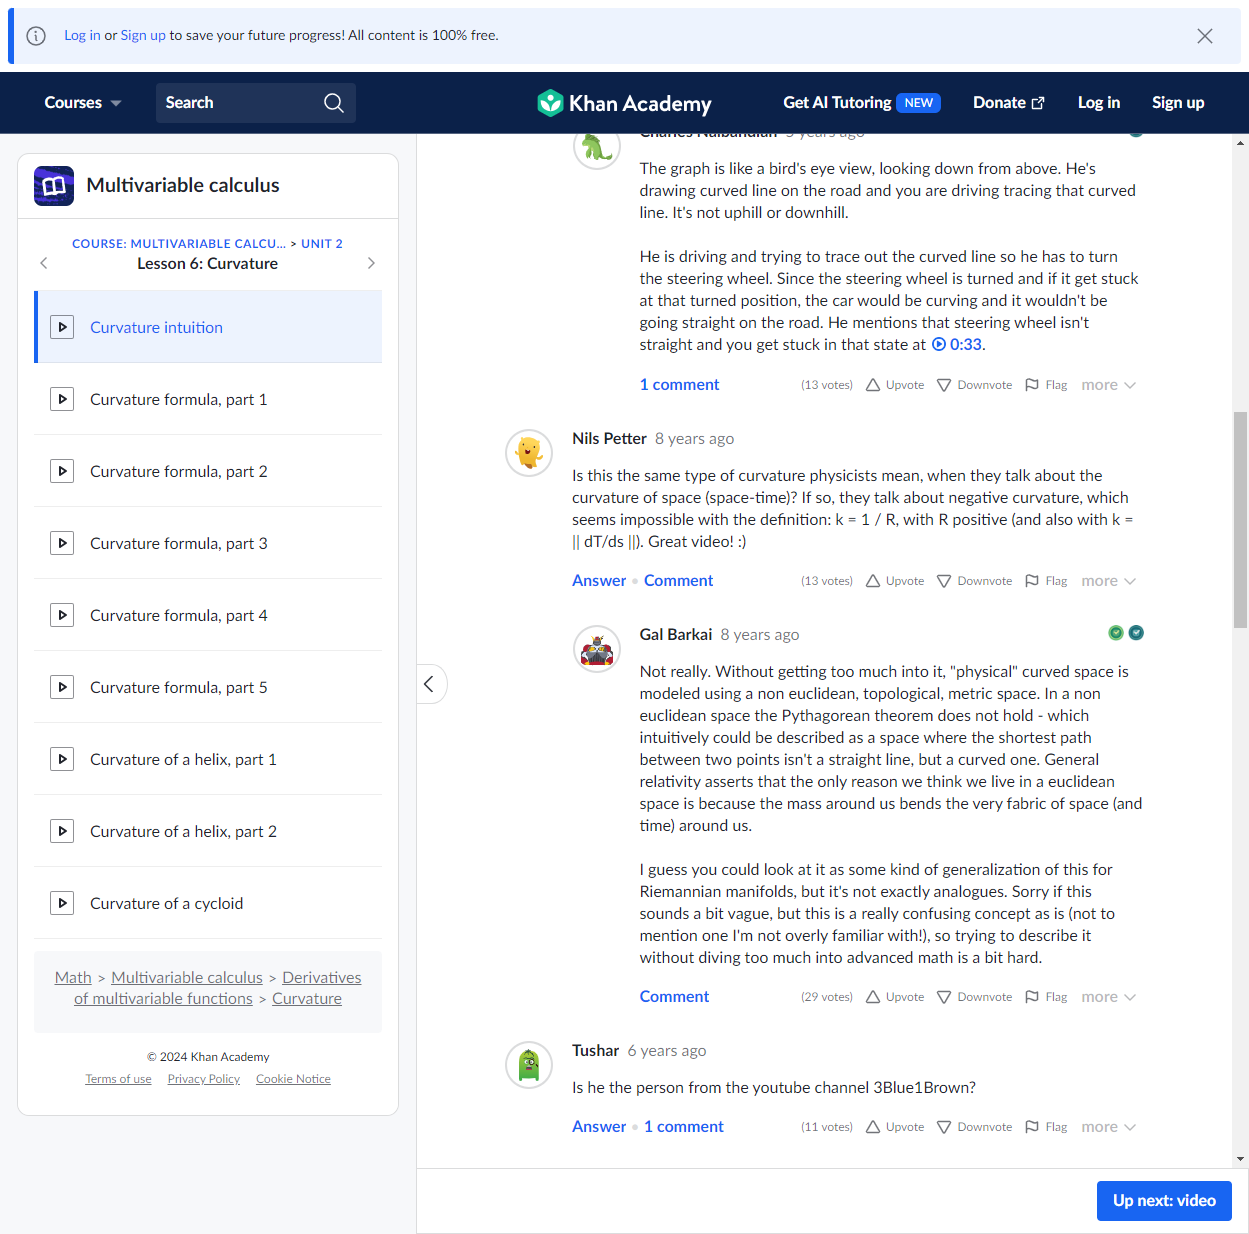 Log in or Sign up to save your future progress! All content is 100% free.
Courses
Search
Khan Academy
Get AI Tutoring NEW
Donate
Log in
Sign up
Multivariable calculus
COURSE: MULTIVARIABLE CALCU... > UNIT 2
Lesson 6: Curvature
Curvature intuition
Curvature formula, part 1
Curvature formula, part 2
Curvature formula, part 3
Curvature formula, part 4
Curvature formula, part 5
Curvature of a helix, part 1
Curvature of a helix, part 2
Curvature of a cycloid
Math > Multivariable calculus > Derivatives
of multivariable functions > Curvature
© 2024 Khan Academy
Terms of use Privacy Policy Cookie Notice
Charles Nalbandian 5 years ago
The graph is like a bird's eye view, looking down from above. He's
drawing curved line on the road and you are driving tracing that curved
line. It's not uphill or downhill.
He is driving and trying to trace out the curved line so he has to turn
the steering wheel. Since the steering wheel is turned and if it get stuck
at that turned position, the car would be curving and it wouldn't be
going straight on the road. He mentions that steering wheel isn't
straight and you get stuck in that state at 0:33.
1 comment (13 votes) Upvote Downvote Flag more
Nils Petter 8 years ago
Is this the same type of curvature physicists mean, when they talk about the
curvature of space (space-time)? If so, they talk about negative curvature, which
seems impossible with the definition: k = 1 / R, with R positive (and also with k =
|| dT/ds ||). Great video! :)
Answer • Comment (13 votes) Upvote Downvote Flag more
Gal Barkai 8 years ago
Not really. Without getting too much into it, "physical" curved space is
modeled using a non euclidean, topological, metric space. In a non
euclidean space the Pythagorean theorem does not hold - which
intuitively could be described as a space where the shortest path
between two points isn't a straight line, but a curved one. General
relativity asserts that the only reason we think we live in a euclidean
space is because the mass around us bends the very fabric of space (and
time) around us.
I guess you could look at it as some kind of generalization of this for
Riemannian manifolds, but it's not exactly analogues. Sorry if this
sounds a bit vague, but this is a really confusing concept as is (not to
mention one I'm not overly familiar with!), so trying to describe it
without diving too much into advanced math is a bit hard.
Comment (29 votes) Upvote Downvote Flag more
Tushar 6 years ago
Is he the person from the youtube channel 3Blue1Brown?
Answer • 1 comment (11 votes) Upvote Downvote Flag more
Up next: video